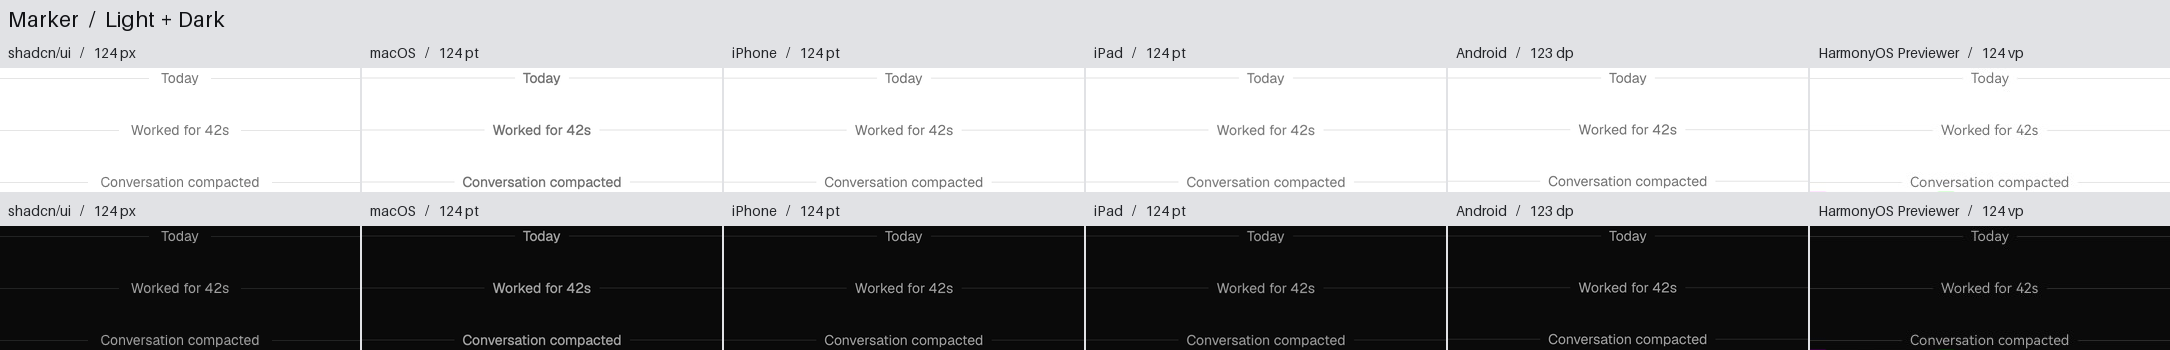 Marker / Light + Dark
shadcn/ui / 124 px
macOS / 124 pt
iPhone / 124 pt
iPad / 124 pt
Android / 123 dp
HarmonyOS Previewer / 124 vp
Today
Today
Today
Today
Today
Today
Worked for 42s
Worked for 42s
Worked for 42s
Worked for 42s
Worked for 42s
Worked for 42s
Conversation compacted
Conversation compacted
Conversation compacted
Conversation compacted
Conversation compacted
Conversation compacted
shadcn/ui / 124 px
macOS / 124 pt
iPhone / 124 pt
iPad / 124 pt
Android / 123 dp
HarmonyOS Previewer / 124 vp
Today
Today
Today
Today
Today
Today
Worked for 42s
Worked for 42s
Worked for 42s
Worked for 42s
Worked for 42s
Worked for 42s
Conversation compacted
Conversation compacted
Conversation compacted
Conversation compacted
Conversation compacted
Conversation compacted